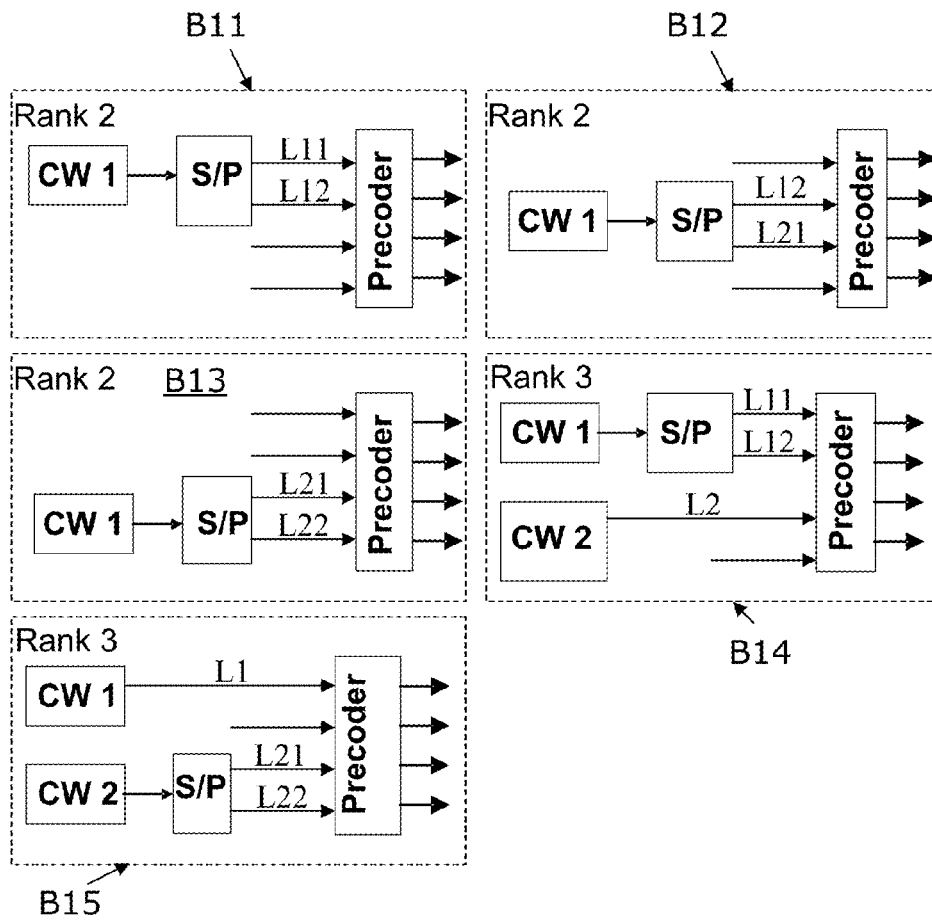 B11
B12
Rank 2
CW 1
S/P
L11
L12
Precoder
Rank 2
CW 1
S/P
L12
L21
Precoder
Rank 2
B13
CW 1
S/P
L21
L22
Precoder
Rank 3
CW 1
S/P
L11
L12
CW 2
L2
Precoder
B14
Rank 3
CW 1
L1
CW 2
S/P
L21
L22
Precoder
B15